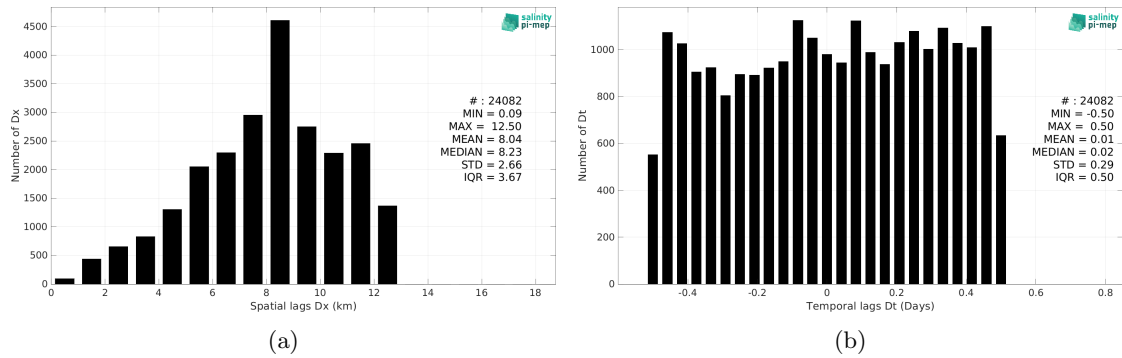 4500
4000
3500
3000
2500
2000
1500
1000
500
0
Number of Dx
salinity
pi-mep
# : 24082
MIN = 0.09
MAX = 12.50
MEAN = 8.04
MEDIAN = 8.23
STD = 2.66
IQR = 3.67
0 2 4 6 8 10 12 14 16 18
Spatial lags Dx (km)
(a)
1000
800
600
400
200
0
Number of Dt
salinity
pi-mep
# : 24082
MIN = -0.50
MAX = 0.50
MEAN = 0.01
MEDIAN = 0.02
STD = 0.29
IQR = 0.50
-0.4 -0.2 0 0.2 0.4 0.6 0.8
Temporal lags Dt (Days)
(b)